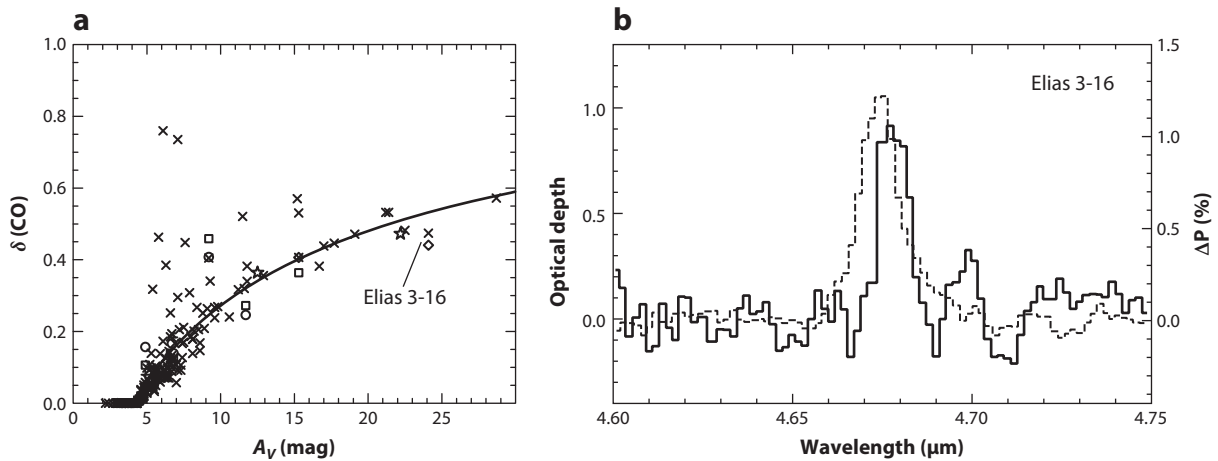 a
b
1.0
0.8
0.6
0.4
0.2
0.0
δ (CO)
0
5
10
15
20
25
30
A_V (mag)
Elias 3-16
Elias 3-16
1.0
0.5
0.0
Optical depth
1.5
1.0
0.5
0.0
ΔP (%)
4.60
4.65
4.70
4.75
Wavelength (μm)